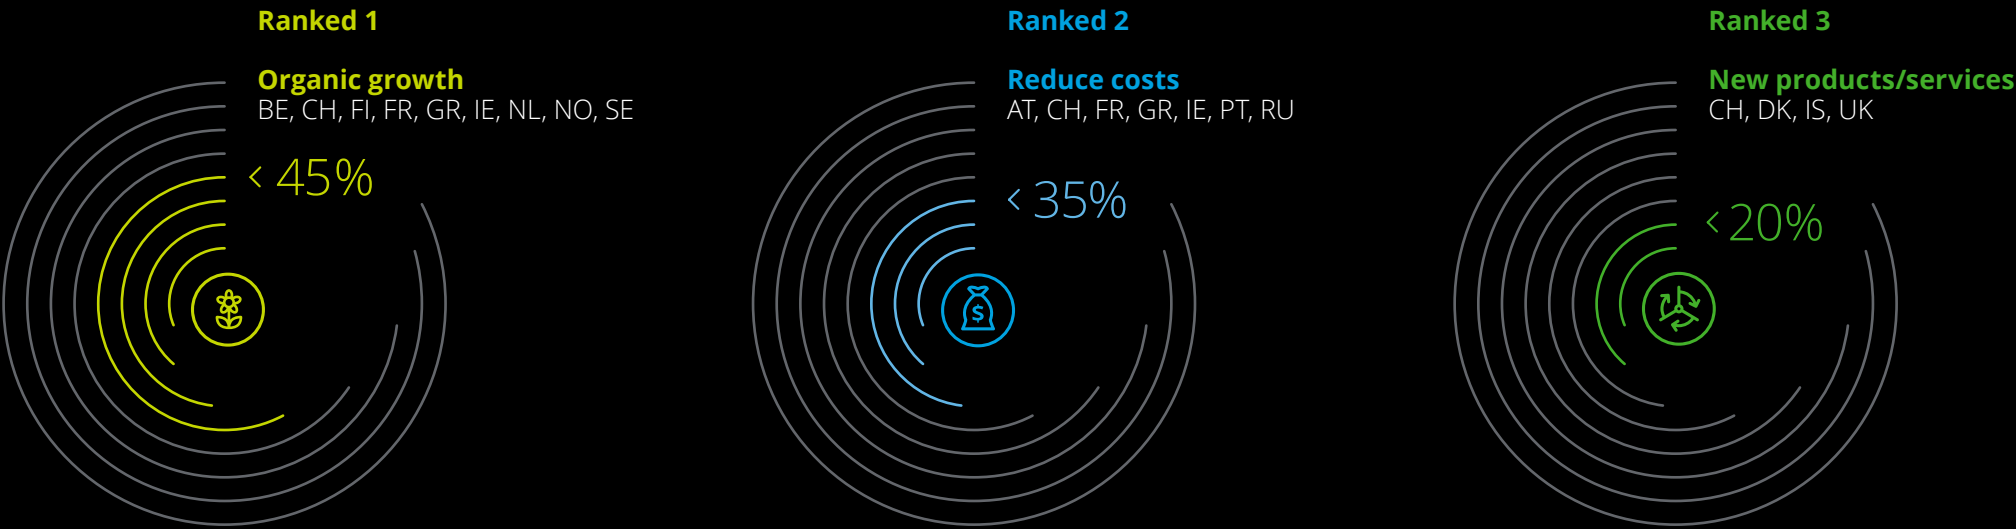 Ranked 1
Organic growth
BE, CH, FI, FR, GR, IE, NL, NO, SE
< 45%
Ranked 2
Reduce costs
AT, CH, FR, GR, IE, PT, RU
< 35%
$
Ranked 3
New products/services
CH, DK, IS, UK
< 20%